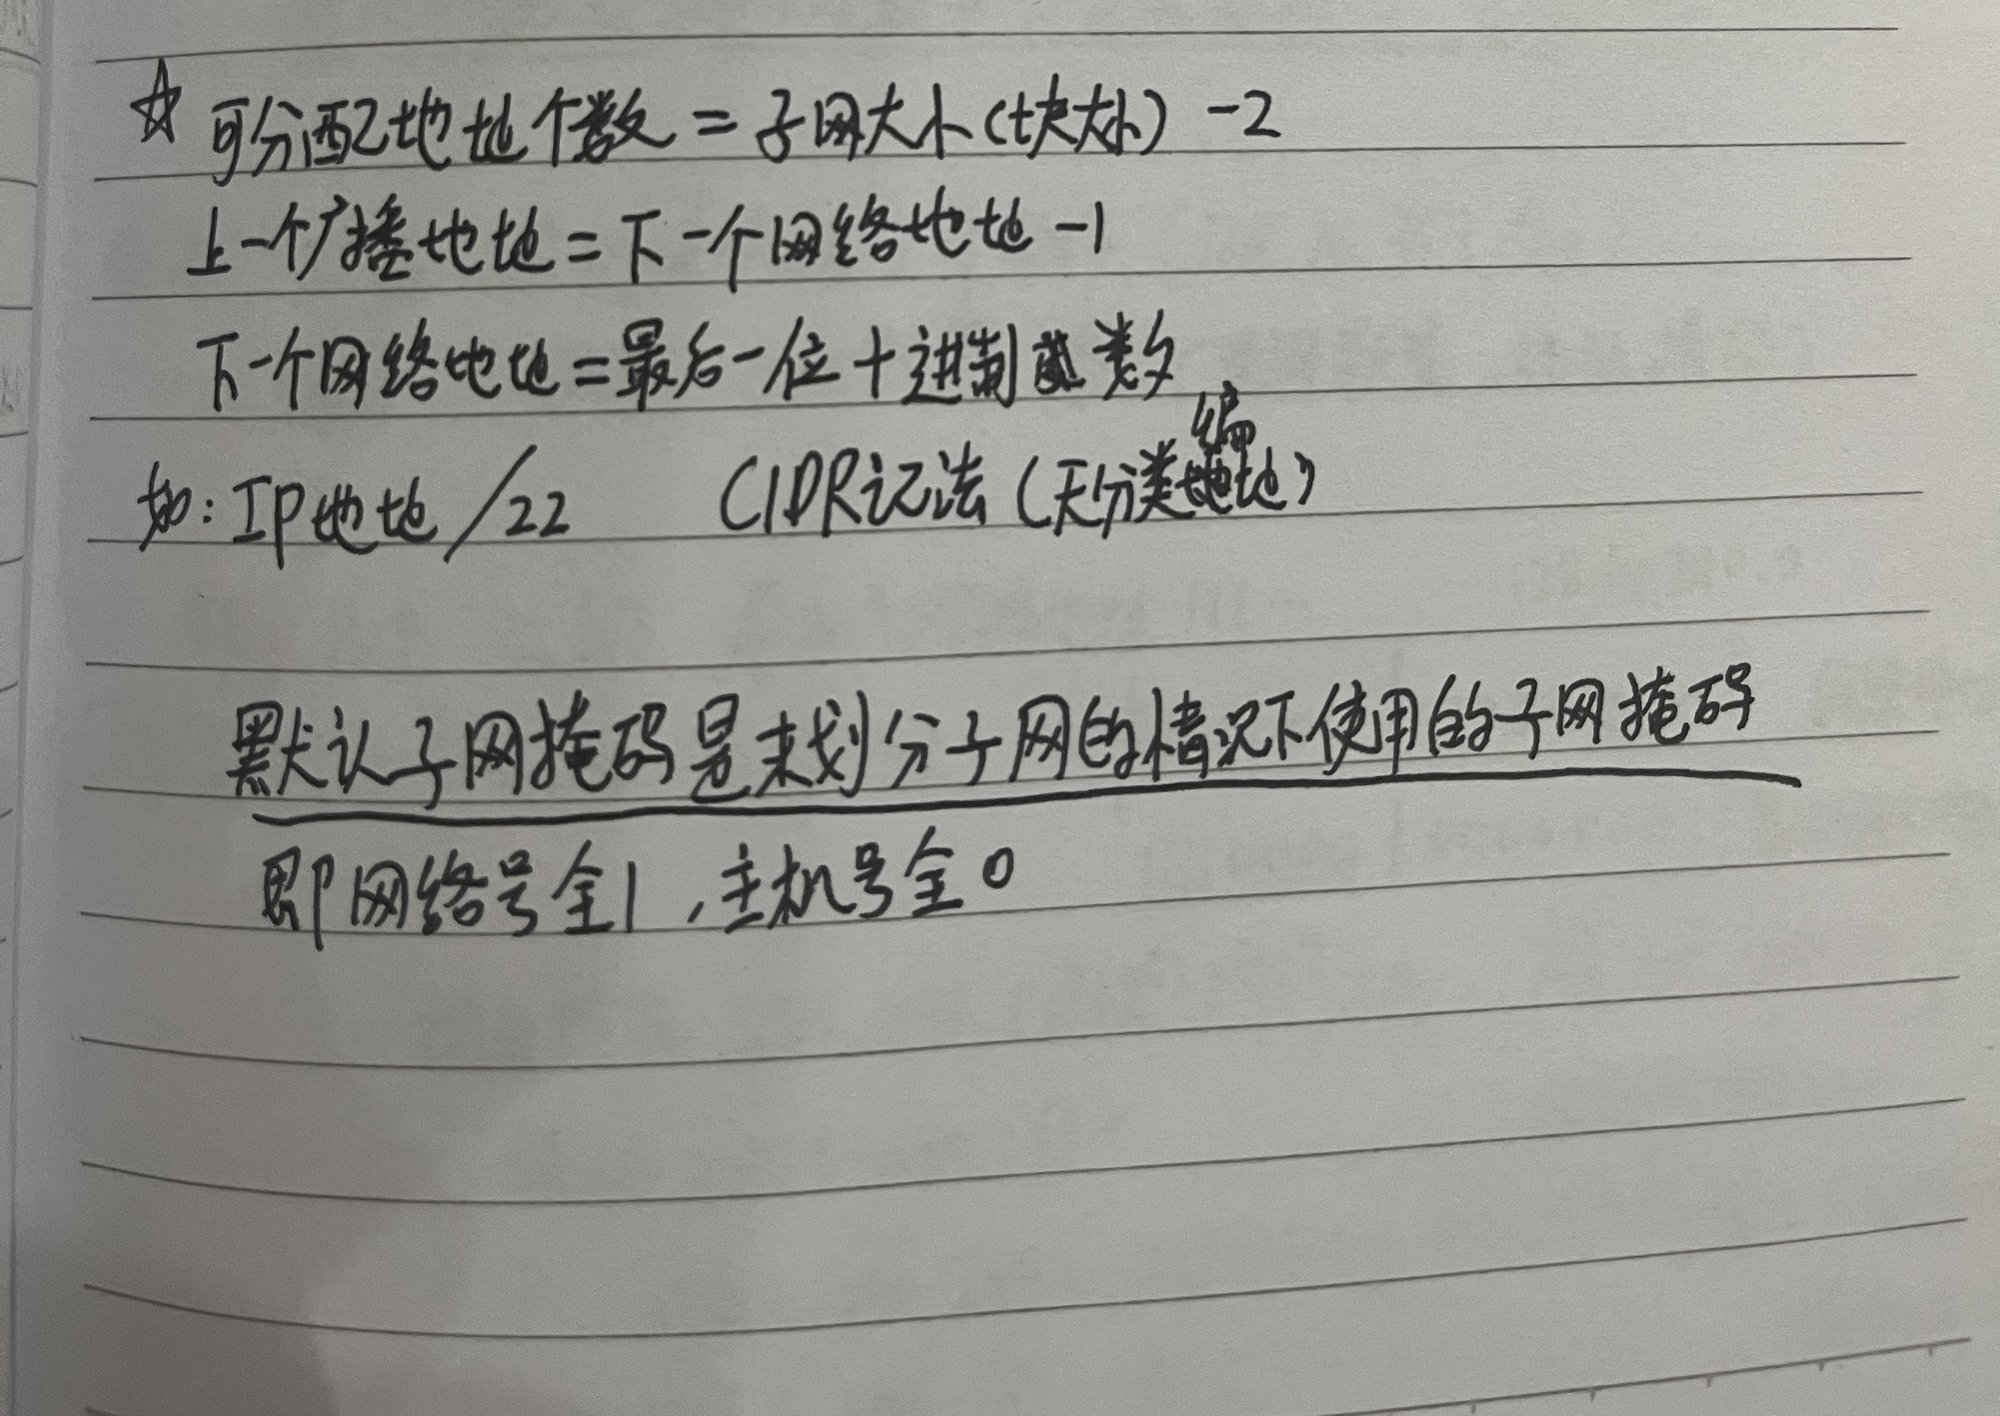 ☆ 可分配地址个数 = 子网大小(块大小) -2
上一个广播地址 = 下一个网络地址 -1
下一个网络地址 = 最后一位十进制 数
如: IP地址/22 CIDR记法 (无分类编址)
默认子网掩码是未划分子网的情况下使用的子网掩码
即网络号全1,主机号全0